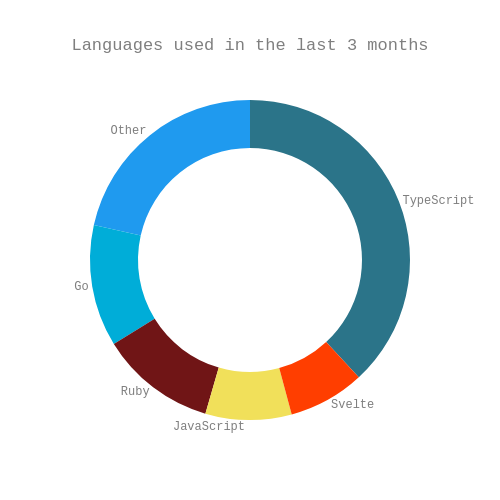 Languages used in the last 3 months
Other
TypeScript
Go
Ruby
Svelte
JavaScript